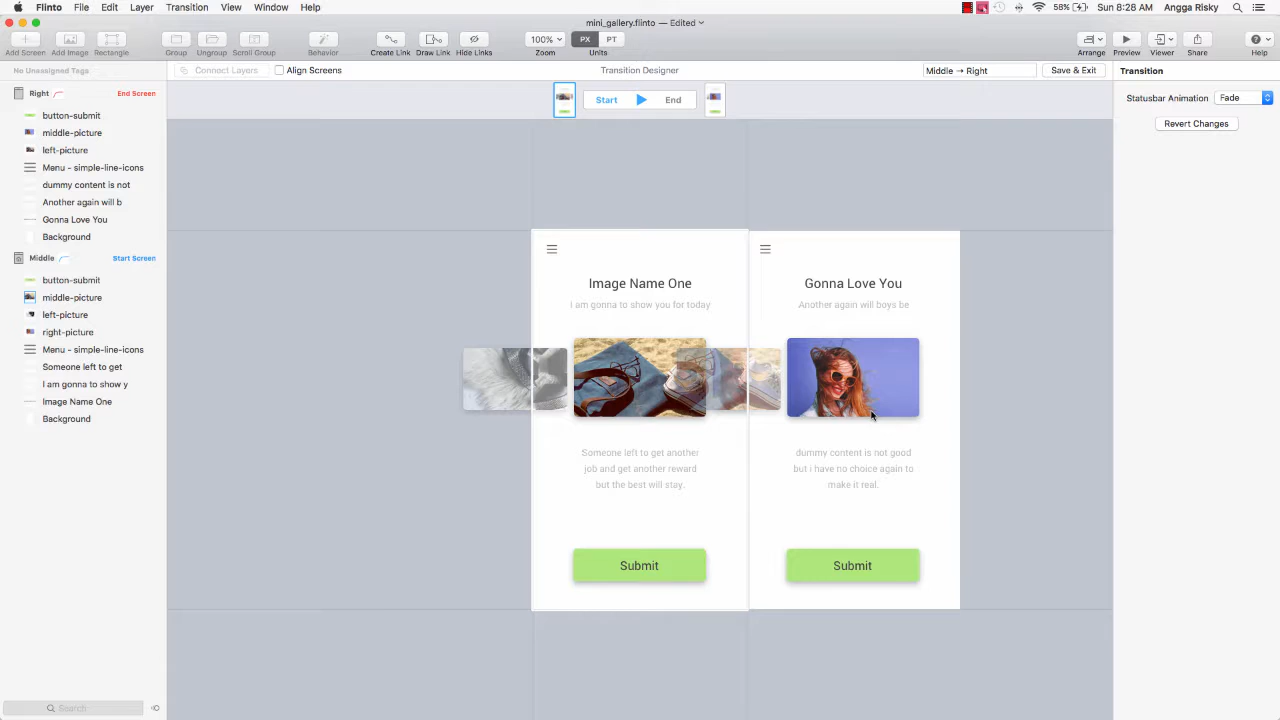 Flinto File Edit Layer Transition View Window Help 58% Sun 8:28 AM Angga Risky
mini_gallery.flinto — Edited
100% PX PT
Add Screen Add Image Rectangle Group Ungroup Scroll Group Behavior Create Link Draw Link Hide Links Zoom Units Arrange Preview Viewer Share Help
No Unassigned Tags Connect Layers Align Screens Transition Designer Middle → Right Save & Exit Transition
Right End Screen
button-submit
middle-picture
left-picture
Menu - simple-line-icons
dummy content is not
Another again will b
Gonna Love You
Background
Middle Start Screen
button-submit
middle-picture
left-picture
right-picture
Menu - simple-line-icons
Someone left to get
I am gonna to show y
Image Name One
Background
Search
Start End
Image Name One
I am gonna to show you for today
Someone left to get another
job and get another reward
but the best will stay.
Submit
Gonna Love You
Another again will boys be
dummy content is not good
but i have no choice again to
make it real.
Submit
Statusbar Animation Fade
Revert Changes